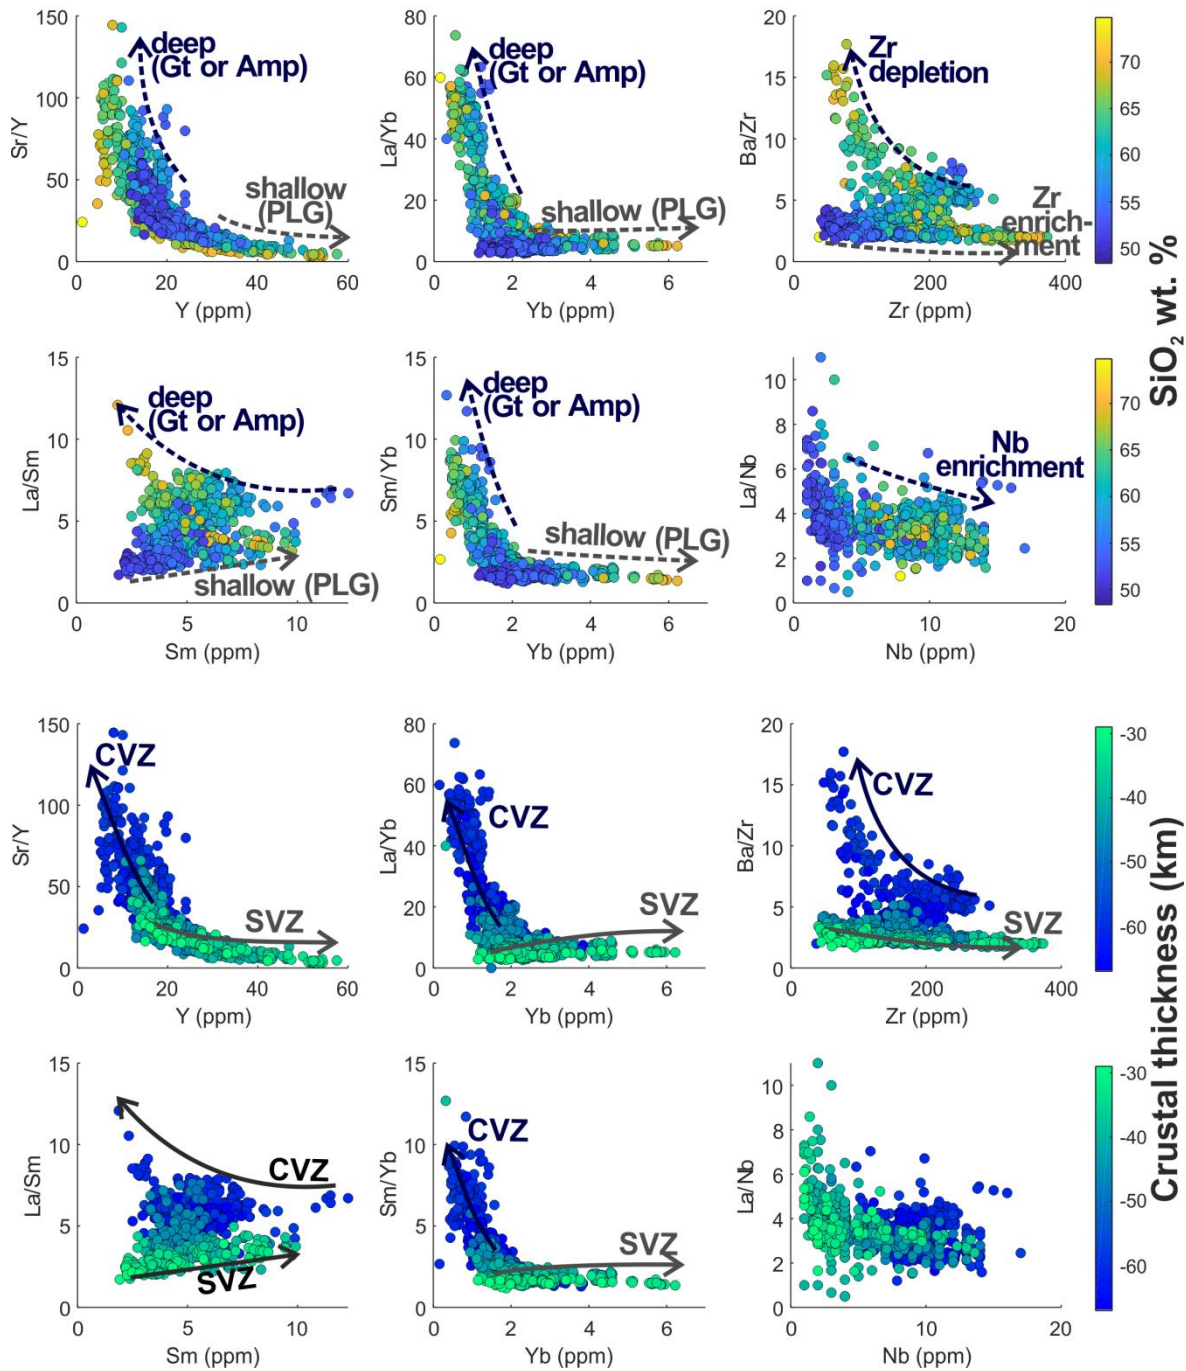 150
100
50
0
Sr/Y
0
20
40
60
Y (ppm)
deep
(Gt or Amp)
shallow
(PLG)
80
60
40
20
0
La/Yb
0
2
4
6
Yb (ppm)
deep
(Gt or Amp)
shallow (PLG)
20
15
10
5
0
Ba/Zr
0
200
400
Zr (ppm)
Zr
depletion
Zr
enrich-
ment
70
65
60
55
50
15
10
5
0
La/Sm
0
5
10
Sm (ppm)
deep
(Gt or Amp)
shallow (PLG)
15
10
5
0
Sm/Yb
0
2
4
6
Yb (ppm)
deep
(Gt or Amp)
shallow (PLG)
10
8
6
4
2
0
La/Nb
0
10
20
Nb (ppm)
Nb
enrichment
70
65
60
55
50
SiO₂ wt. %
150
100
50
0
Sr/Y
0
20
40
60
Y (ppm)
CVZ
SVZ
80
60
40
20
0
La/Yb
0
2
4
6
Yb (ppm)
CVZ
SVZ
20
15
10
5
0
Ba/Zr
0
200
400
Zr (ppm)
CVZ
SVZ
-30
-40
-50
-60
15
10
5
0
La/Sm
0
5
10
Sm (ppm)
CVZ
SVZ
15
10
5
0
Sm/Yb
0
2
4
6
Yb (ppm)
CVZ
SVZ
10
8
6
4
2
0
La/Nb
0
10
20
Nb (ppm)
-30
-40
-50
-60
Crustal thickness (km)